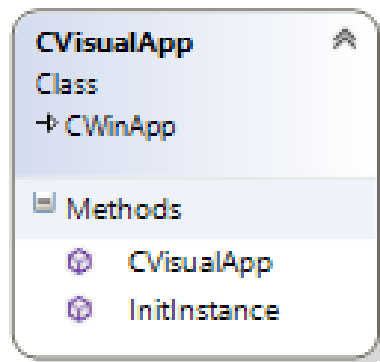 CVisualApp
Class
CWinApp
Methods
CVisualApp
InitInstance